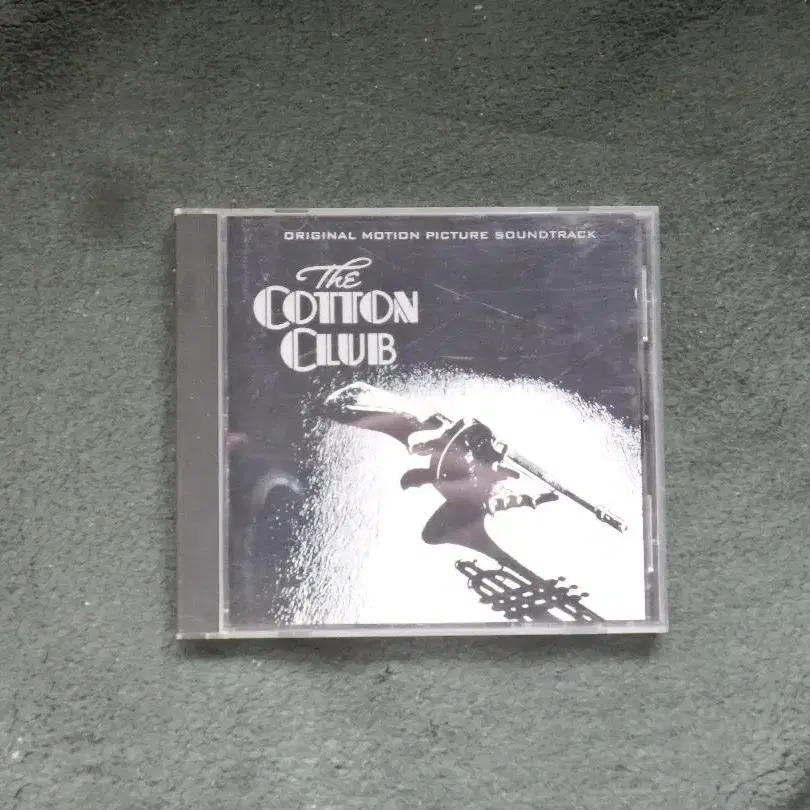 ORIGINAL MOTION PICTURE SOUNDTRACK
The
COTTON
CLUB